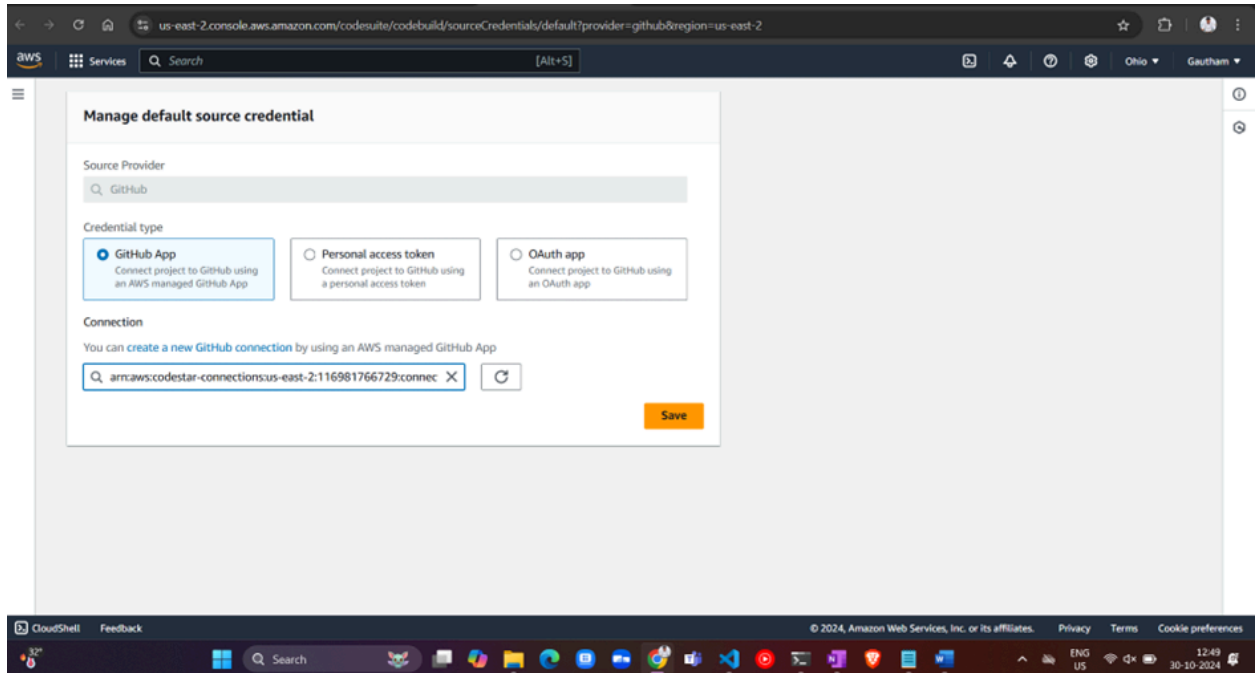 us-east-2.console.aws.amazon.com/codesuite/codebuild/sourceCredentials/default?provider=github&region=us-east-2
aws Services Search [Alt+S] Ohio Gautham
Manage default source credential
Source Provider
GitHub
Credential type
GitHub App
Connect project to GitHub using
an AWS managed GitHub App
Personal access token
Connect project to GitHub using
a personal access token
OAuth app
Connect project to GitHub using
an OAuth app
Connection
You can create a new GitHub connection by using an AWS managed GitHub App
arn:aws:codestar-connections:us-east-2:116981766729:connec
Save
CloudShell Feedback © 2024, Amazon Web Services, Inc. or its affiliates. Privacy Terms Cookie preferences
32° Search ENG 12:49
US 30-10-2024